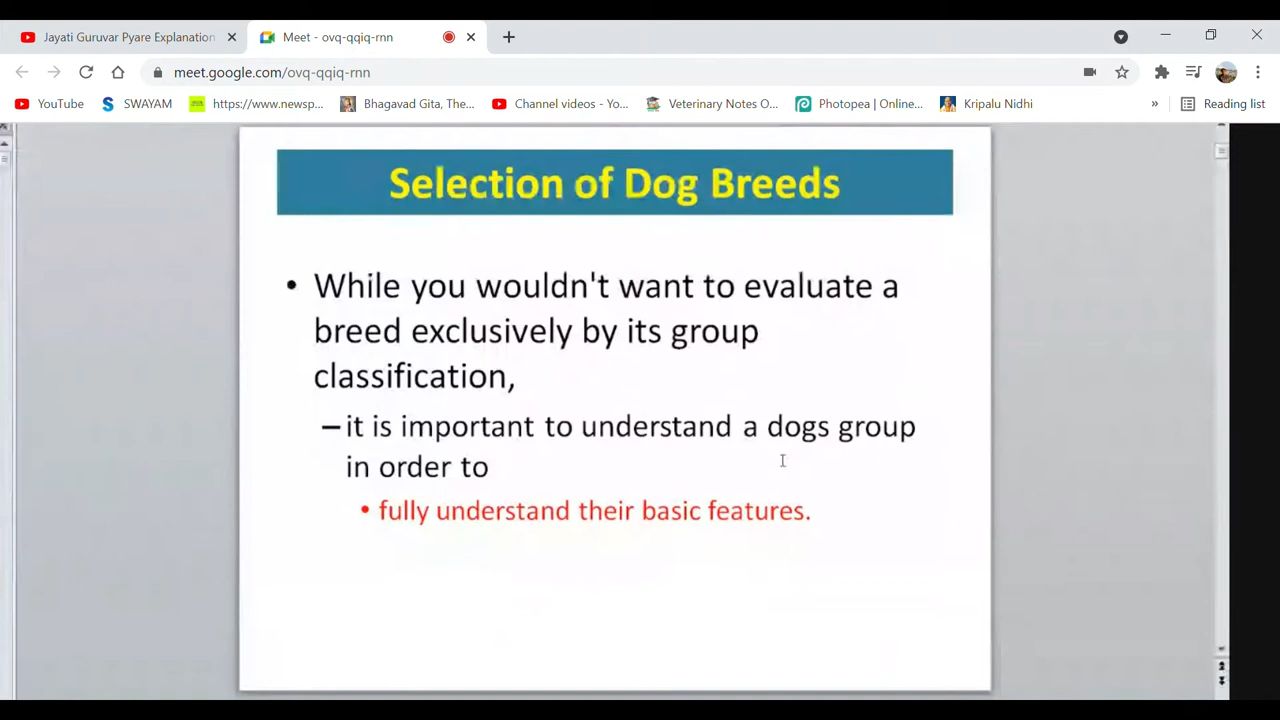 Jayati Guruvar Pyare Explanation
Meet - ovq-qqiq-rnn
meet.google.com/ovq-qqiq-rnn
YouTube
SWAYAM
https://www.newsp...
Bhagavad Gita, The...
Channel videos - Yo...
Veterinary Notes O...
Photopea | Online...
Kripalu Nidhi
»
Reading list
Selection of Dog Breeds
• While you wouldn't want to evaluate a
breed exclusively by its group
classification,
– it is important to understand a dogs group
in order to
• fully understand their basic features.